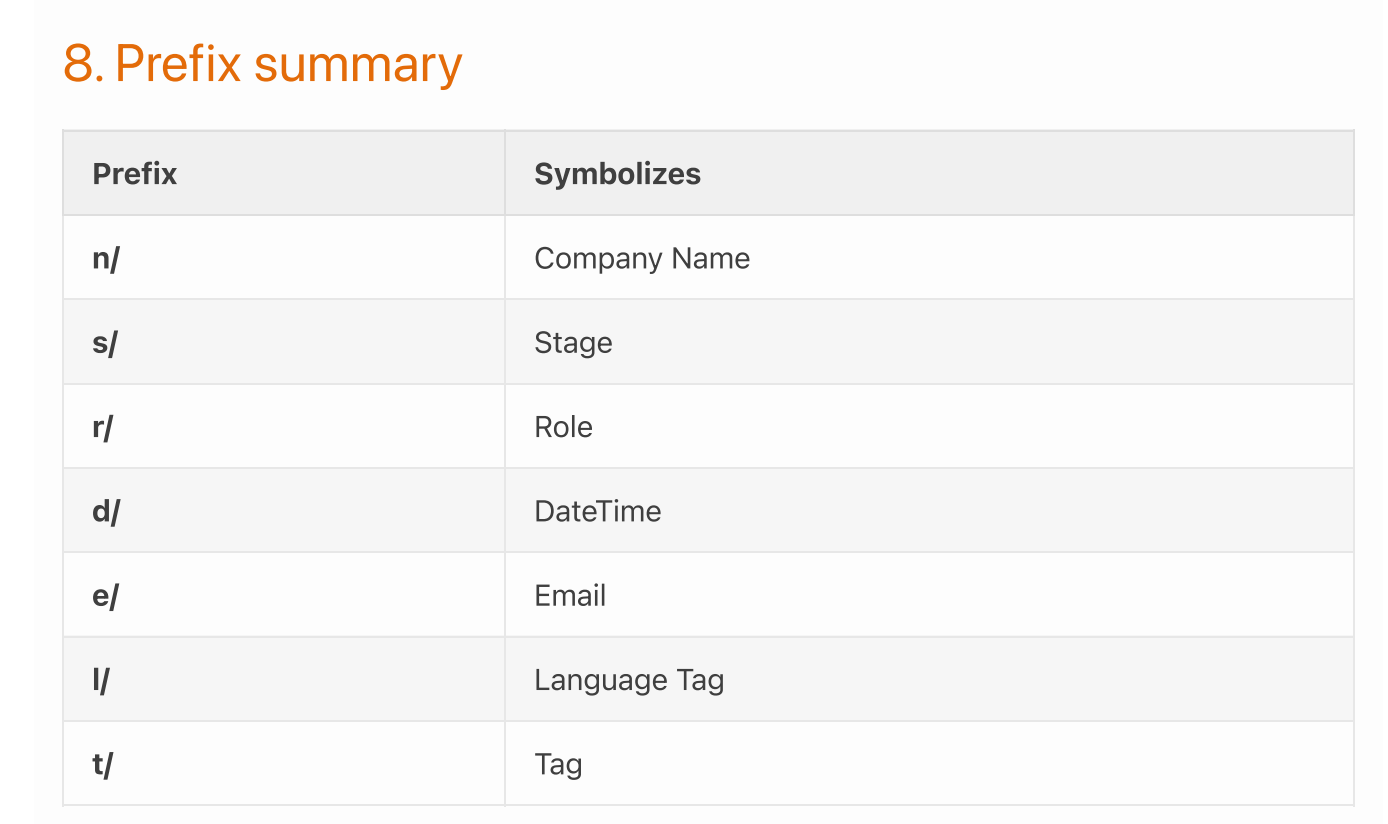 8. Prefix summary
Prefix Symbolizes
n/ Company Name
s/ Stage
r/ Role
d/ DateTime
e/ Email
l/ Language Tag
t/ Tag